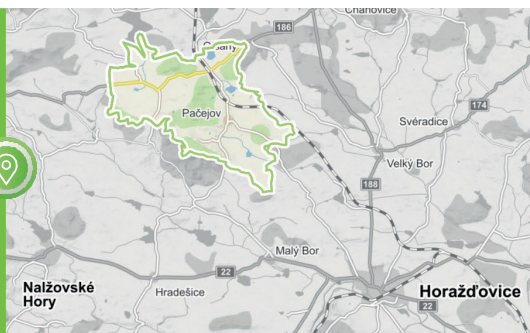 Chanovice
186
Pačejov
174
Svéradice
Velký Bor
188
Malý Bor
22
Nalžovské
Hory
Hradešice
Horažďovice
22